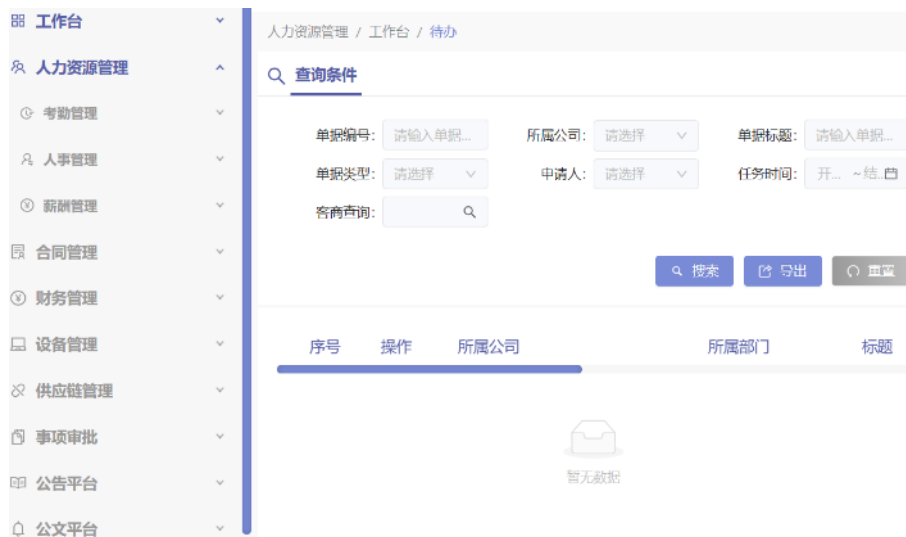 工作台
人力资源管理
考勤管理
人事管理
薪酬管理
合同管理
财务管理
设备管理
供应链管理
事项审批
公告平台
公文平台
人力资源管理 / 工作台 / 待办
查询条件
单据编号: 请输入单据... 所属公司: 请选择 单据标题: 请输入单据...
单据类型: 请选择 申请人: 请选择 任务时间: 开... ~结...
客商查询:
搜索 导出 重置
序号 操作 所属公司 所属部门 标题
暂无数据